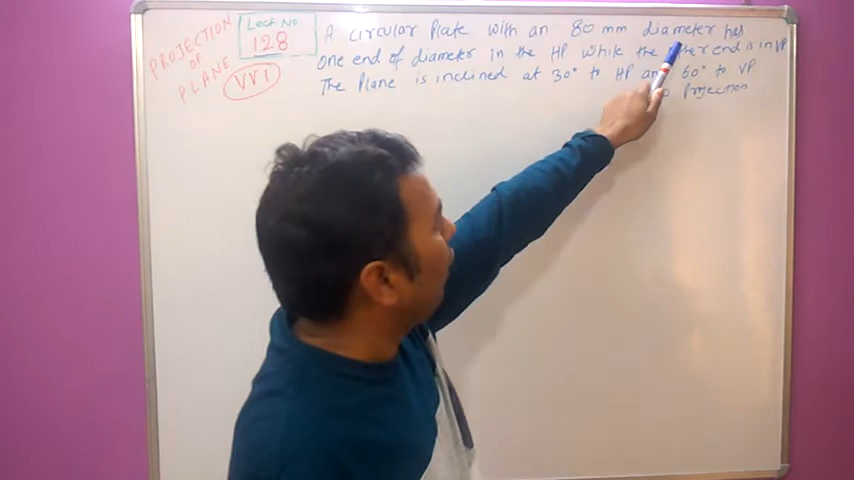 PROJECTION
OF
PLANE
Lect No
128
VVI
A circular Plate with an 80 mm diameter has
one end of diameter in the HP while the other end is in VP
The Plane is inclined at 30° to HP and 60° to VP
Projection